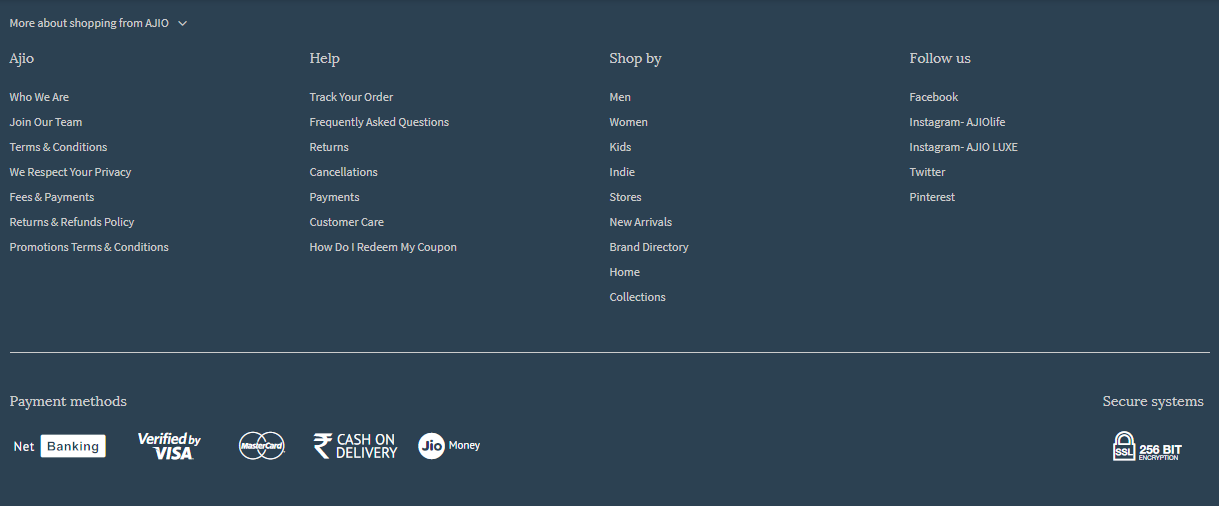 More about shopping from AJIO
Ajio
Who We Are
Join Our Team
Terms & Conditions
We Respect Your Privacy
Fees & Payments
Returns & Refunds Policy
Promotions Terms & Conditions
Help
Track Your Order
Frequently Asked Questions
Returns
Cancellations
Payments
Customer Care
How Do I Redeem My Coupon
Shop by
Men
Women
Kids
Indie
Stores
New Arrivals
Brand Directory
Home
Collections
Follow us
Facebook
Instagram- AJIOlife
Instagram- AJIO LUXE
Twitter
Pinterest
Payment methods
Net Banking
Verified by
VISA
MasterCard
₹ CASH ON
DELIVERY
Jio Money
Secure systems
SSL 256 BIT
ENCRYPTION